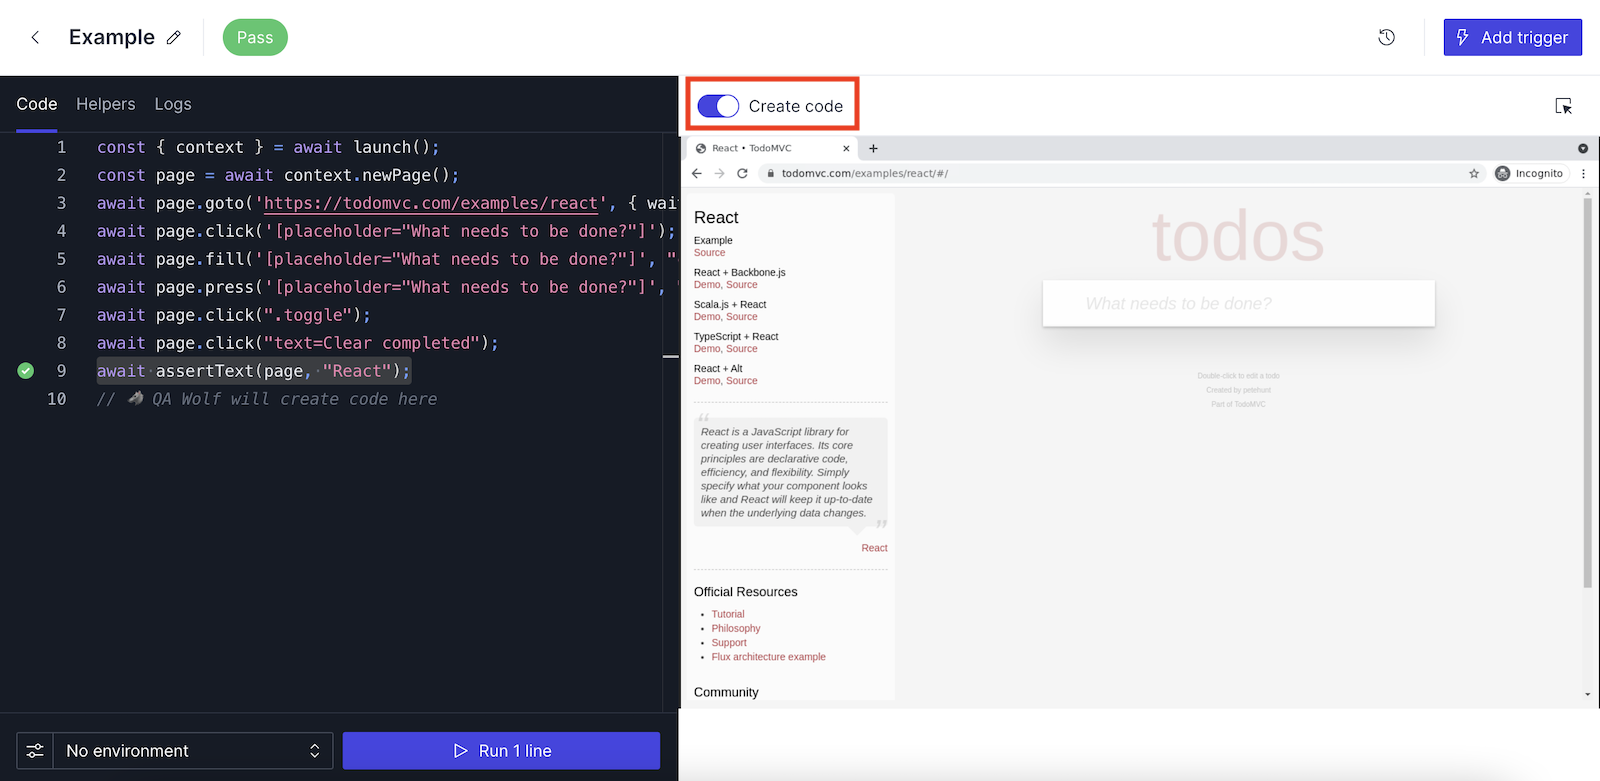 Example
Pass
Add trigger
Code Helpers Logs
Create code
1 const { context } = await launch();
2 const page = await context.newPage();
3 await page.goto('https://todomvc.com/examples/react', { wai
4 await page.click('[placeholder="What needs to be done?"]');
5 await page.fill('[placeholder="What needs to be done?"]', "
6 await page.press('[placeholder="What needs to be done?"]',
7 await page.click(".toggle");
8 await page.click("text=Clear completed");
9 await assertText(page, "React");
10 // QA Wolf will create code here
No environment
Run 1 line
React • TodoMVC
todomvc.com/examples/react/#/
Incognito
React
Example
Source
React + Backbone.js
Demo, Source
Scala.js + React
Demo, Source
TypeScript + React
Demo, Source
React + Alt
Demo, Source
“
React is a JavaScript library for
creating user interfaces. Its core
principles are declarative code,
efficiency, and flexibility. Simply
specify what your component looks
like and React will keep it up-to-date
when the underlying data changes.
”
React
Official Resources
• Tutorial
• Philosophy
• Support
• Flux architecture example
Community
todos
What needs to be done?
Double-click to edit a todo
Created by petehunt
Part of TodoMVC